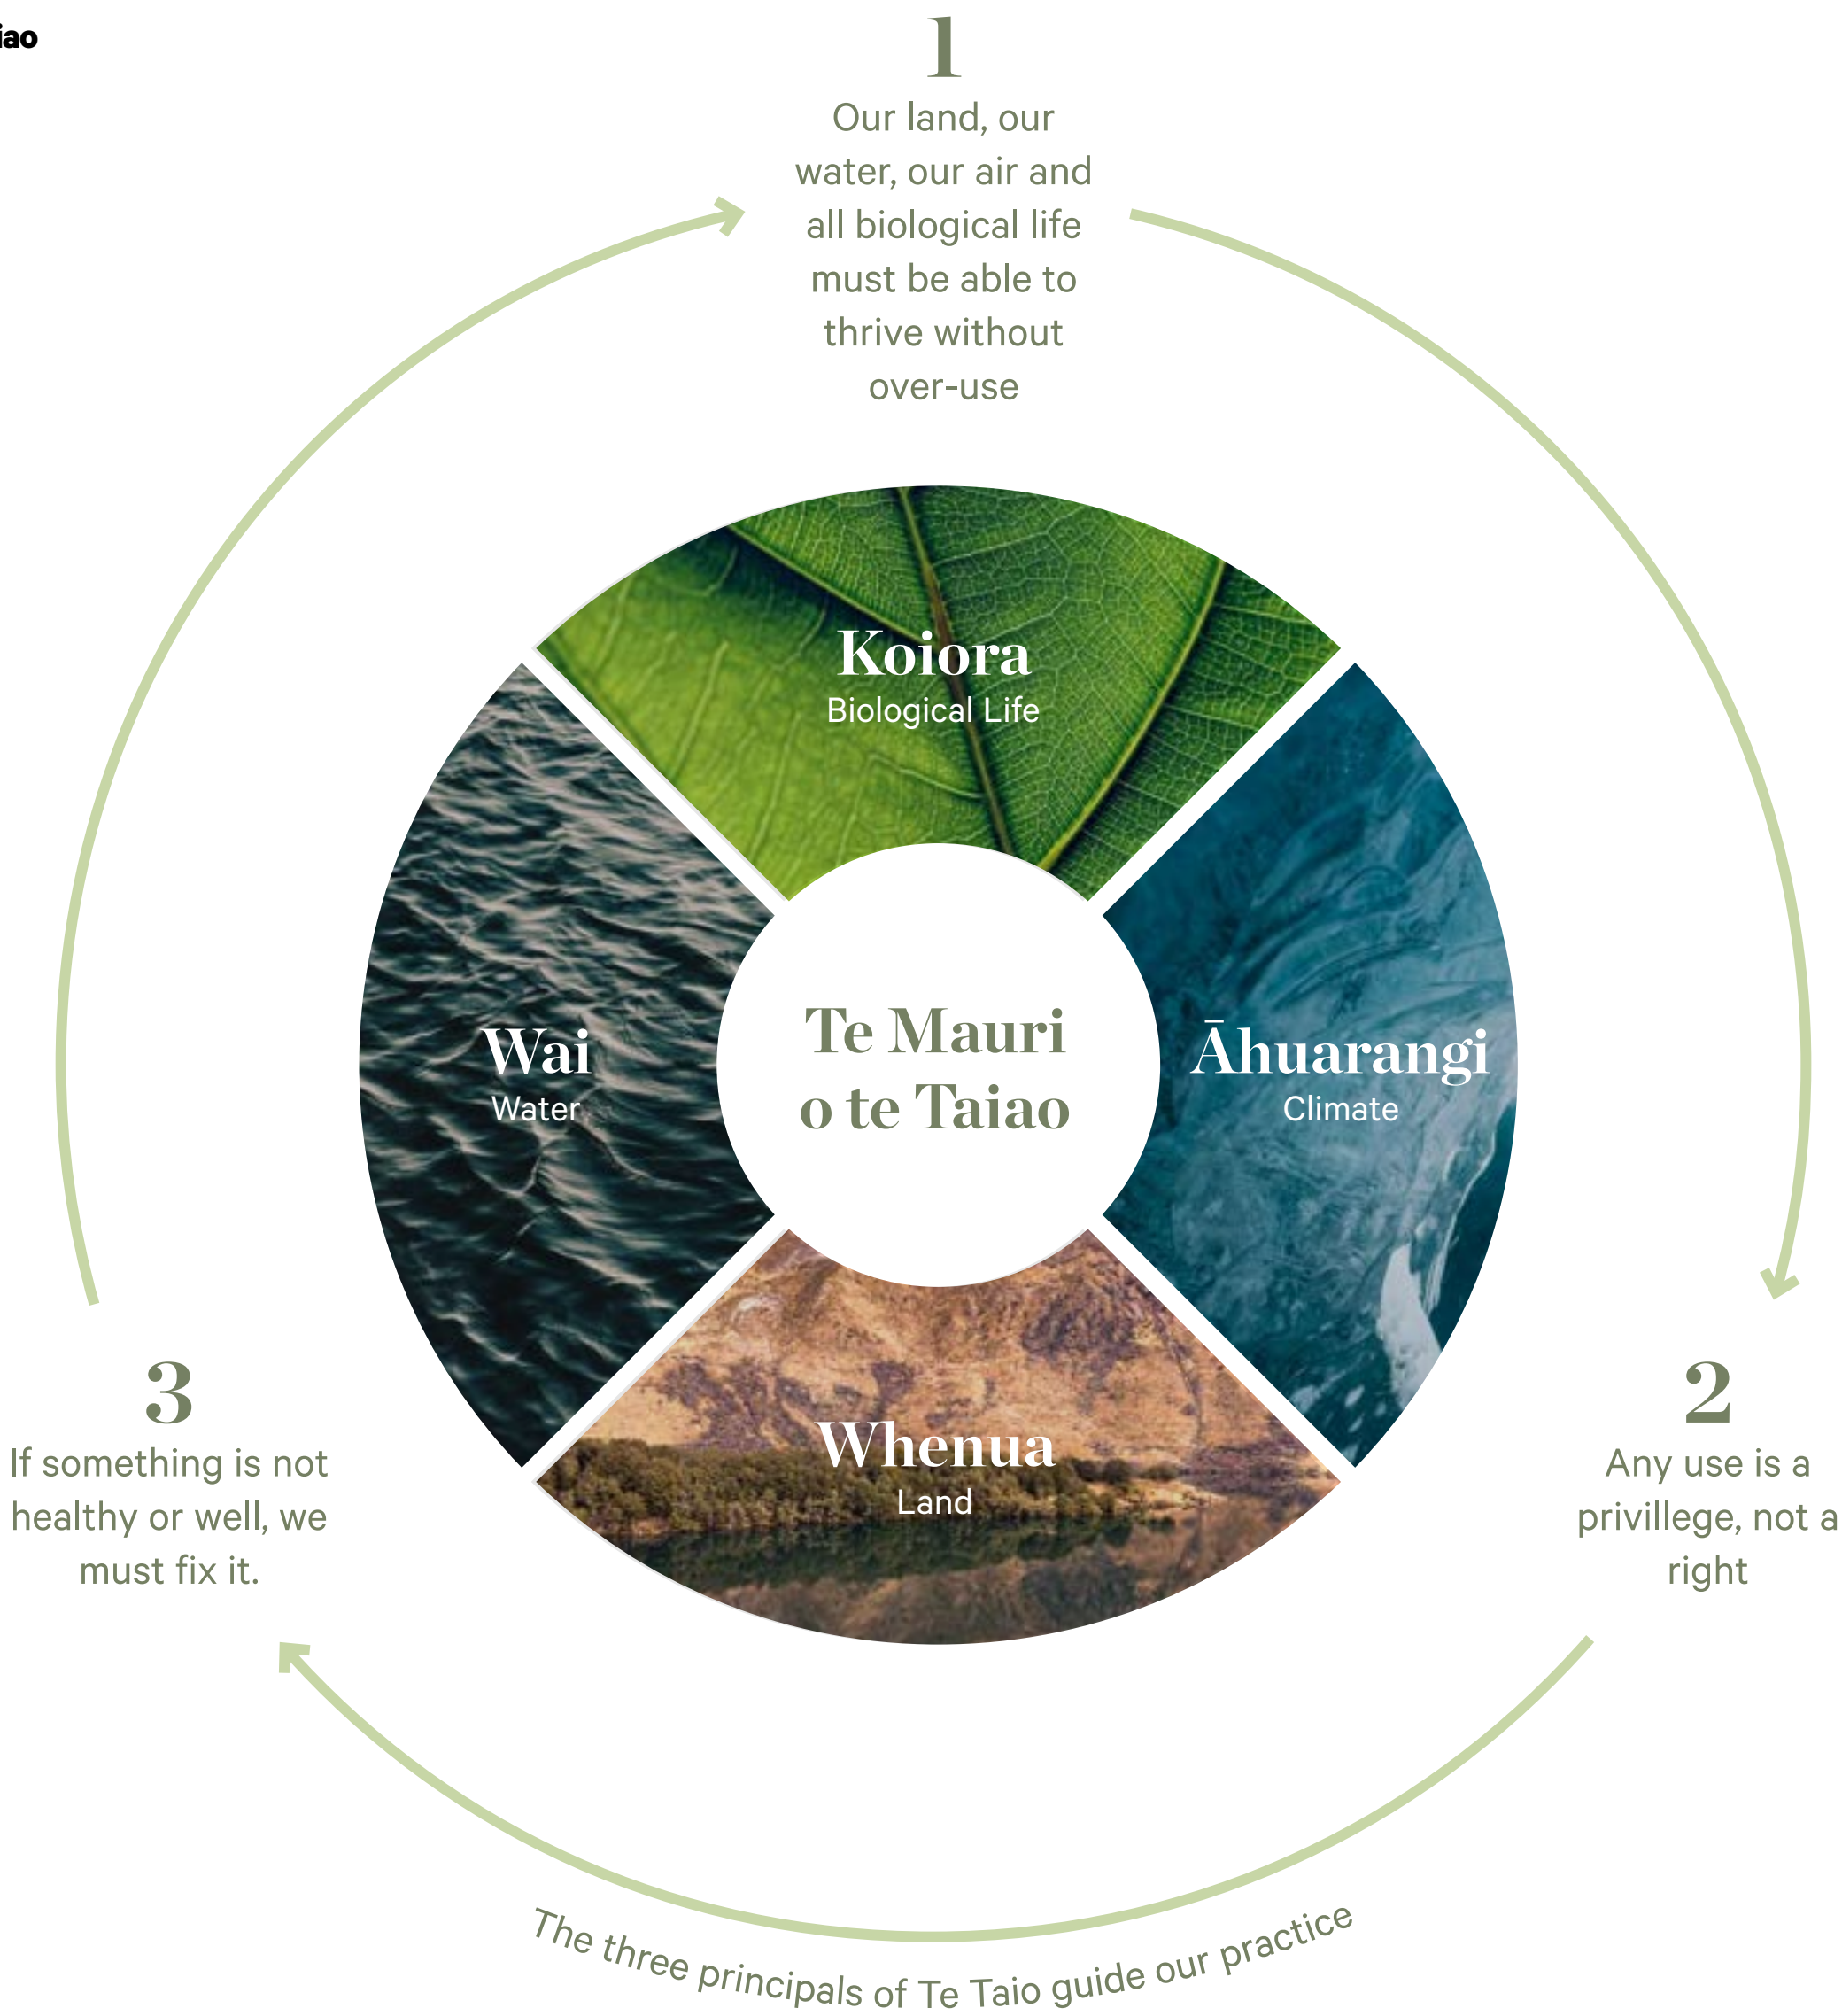 iao
1
Our land, our
water, our air and
all biological life
must be able to
thrive without
over-use
Koiora
Biological Life
Wai
Water
Te Mauri
o te Taiao
Āhuarangi
Climate
Whenua
Land
3
If something is not
healthy or well, we
must fix it.
2
Any use is a
privillege, not a
right
The three principals of Te Taio guide our practice